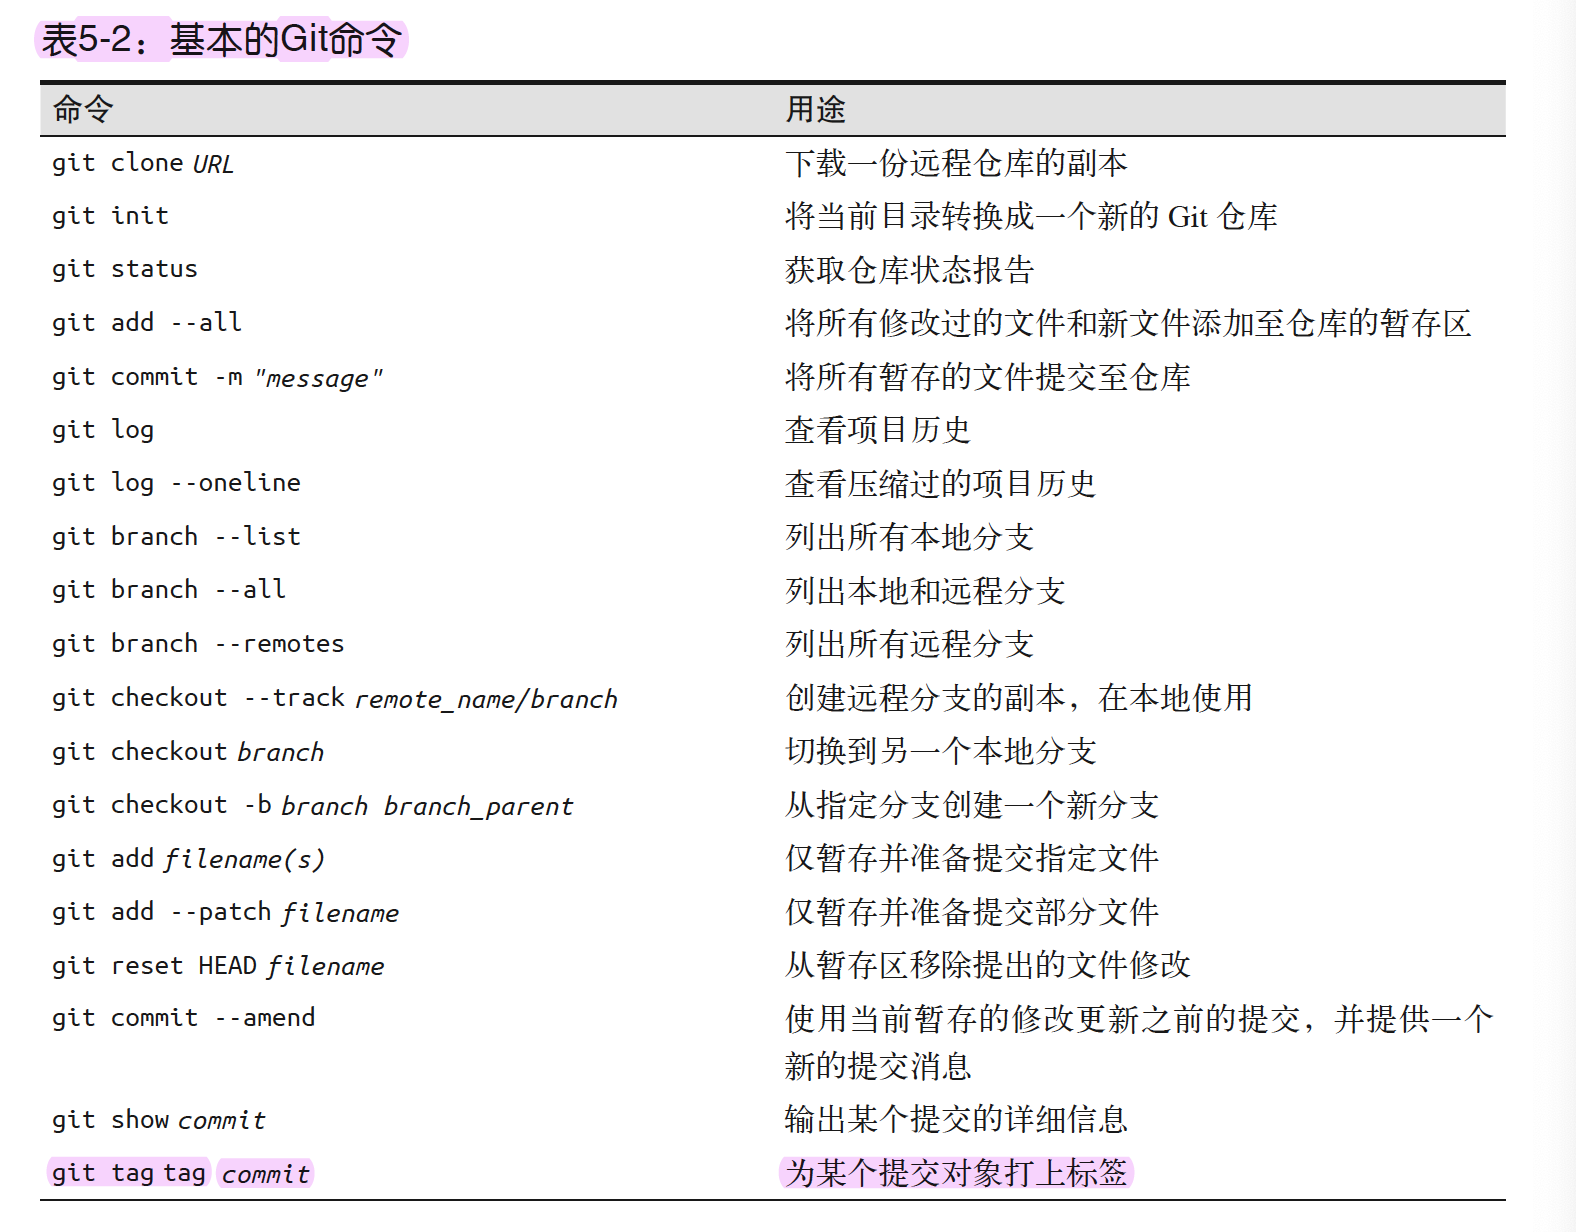 表5-2：基本的Git命令
命令 用途
git clone URL 下载一份远程仓库的副本
git init 将当前目录转换成一个新的 Git 仓库
git status 获取仓库状态报告
git add --all 将所有修改过的文件和新文件添加至仓库的暂存区
git commit -m "message" 将所有暂存的文件提交至仓库
git log 查看项目历史
git log --oneline 查看压缩过的项目历史
git branch --list 列出所有本地分支
git branch --all 列出本地和远程分支
git branch --remotes 列出所有远程分支
git checkout --track remote_name/branch 创建远程分支的副本，在本地使用
git checkout branch 切换到另一个本地分支
git checkout -b branch branch_parent 从指定分支创建一个新分支
git add filename(s) 仅暂存并准备提交指定文件
git add --patch filename 仅暂存并准备提交部分文件
git reset HEAD filename 从暂存区移除提出的文件修改
git commit --amend 使用当前暂存的修改更新之前的提交，并提供一个
新的提交消息
git show commit 输出某个提交的详细信息
git tag tag commit 为某个提交对象打上标签